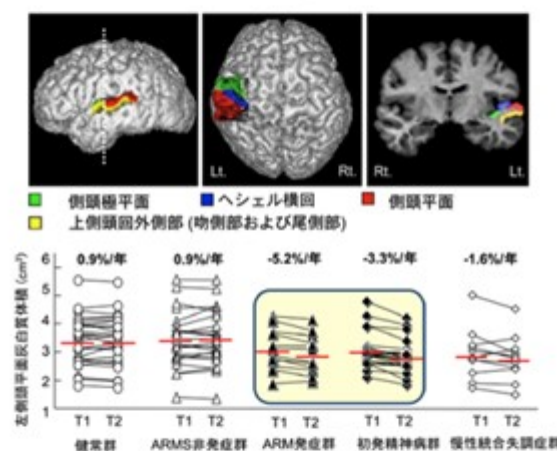 Lt.
Rt.
Rt.
Lt.
側頭極平面 ヘシェル横回 側頭平面
上側頭回外側部 (吻側部および尾側部)
0.9%/年 0.9%/年 -5.2%/年 -3.3%/年 -1.6%/年
左側頭平面灰白質体積 (cm³)
6
5
4
3
2
1
T1 T2 T1 T2 T1 T2 T1 T2 T1 T2
健常群 ARMS非発症群 ARM発症群 初発精神病群 慢性統合失調症群